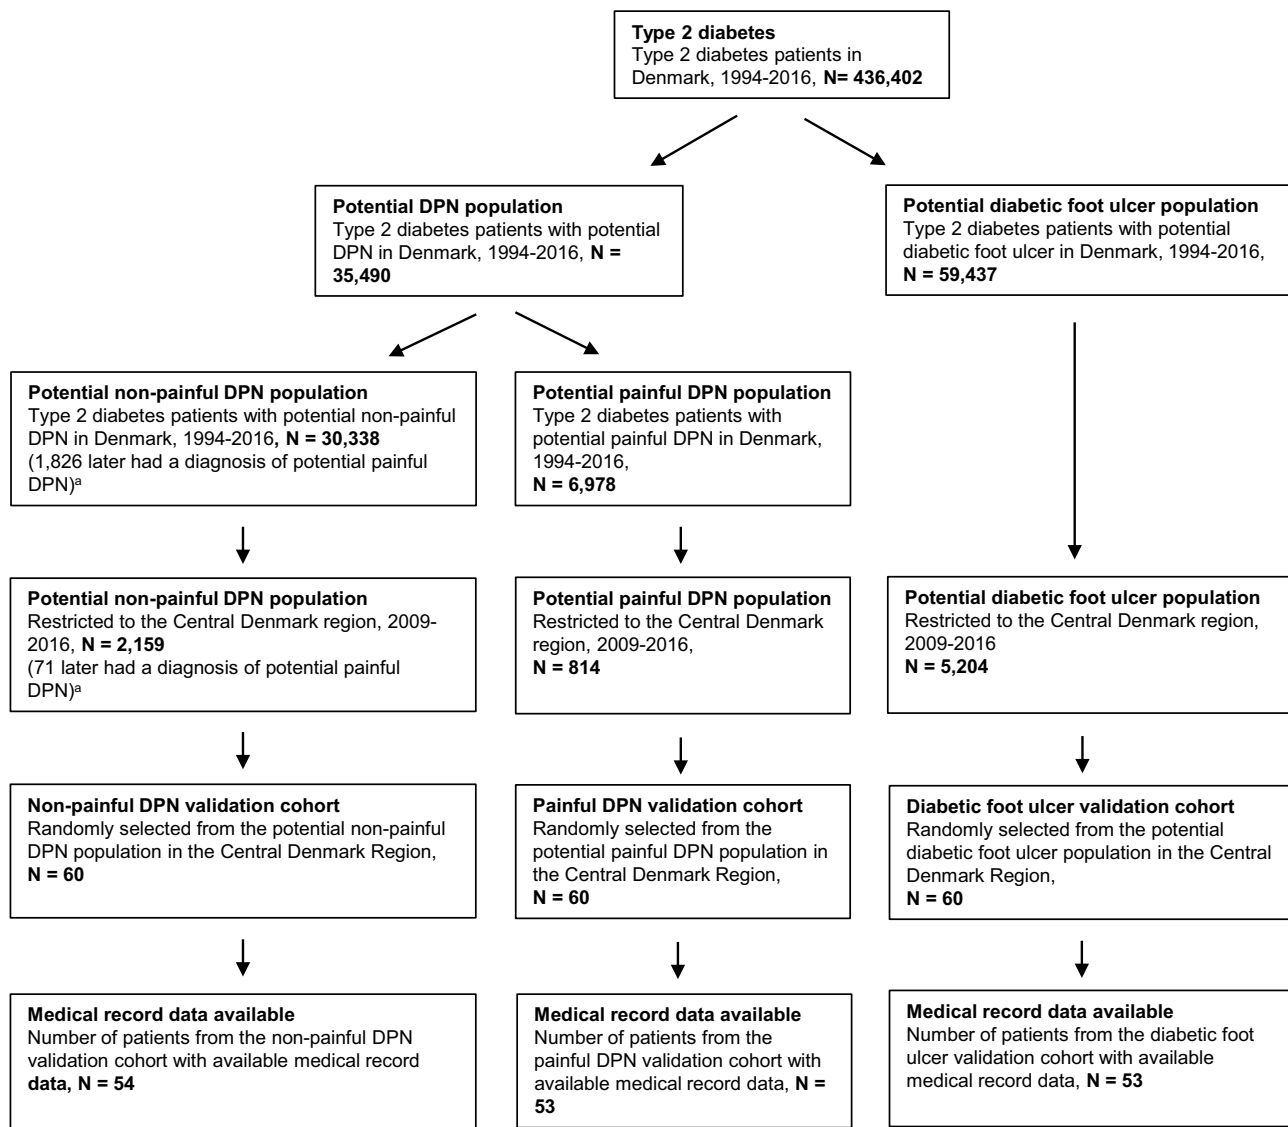 Type 2 diabetes
Type 2 diabetes patients in
Denmark, 1994-2016, N= 436,402
Potential DPN population
Type 2 diabetes patients with potential
DPN in Denmark, 1994-2016, N =
35,490
Potential diabetic foot ulcer population
Type 2 diabetes patients with potential
diabetic foot ulcer in Denmark, 1994-2016,
N = 59,437
Potential non-painful DPN population
Type 2 diabetes patients with potential non-painful
DPN in Denmark, 1994-2016, N = 30,338
(1,826 later had a diagnosis of potential painful
DPN)ᵃ
Potential painful DPN population
Type 2 diabetes patients with
potential painful DPN in Denmark,
1994-2016,
N = 6,978
Potential non-painful DPN population
Restricted to the Central Denmark region, 2009-
2016, N = 2,159
(71 later had a diagnosis of potential painful
DPN)ᵃ
Potential painful DPN population
Restricted to the Central Denmark
region, 2009-2016,
N = 814
Potential diabetic foot ulcer population
Restricted to the Central Denmark region,
2009-2016
N = 5,204
Non-painful DPN validation cohort
Randomly selected from the potential non-painful
DPN population in the Central Denmark Region,
N = 60
Painful DPN validation cohort
Randomly selected from the
potential painful DPN population in
the Central Denmark Region,
N = 60
Diabetic foot ulcer validation cohort
Randomly selected from the potential
diabetic foot ulcer population in the Central
Denmark Region,
N = 60
Medical record data available
Number of patients from the non-painful DPN
validation cohort with available medical record
data, N = 54
Medical record data available
Number of patients from the
painful DPN validation cohort with
available medical record data, N =
53
Medical record data available
Number of patients from the diabetic foot
ulcer validation cohort with available
medical record data, N = 53